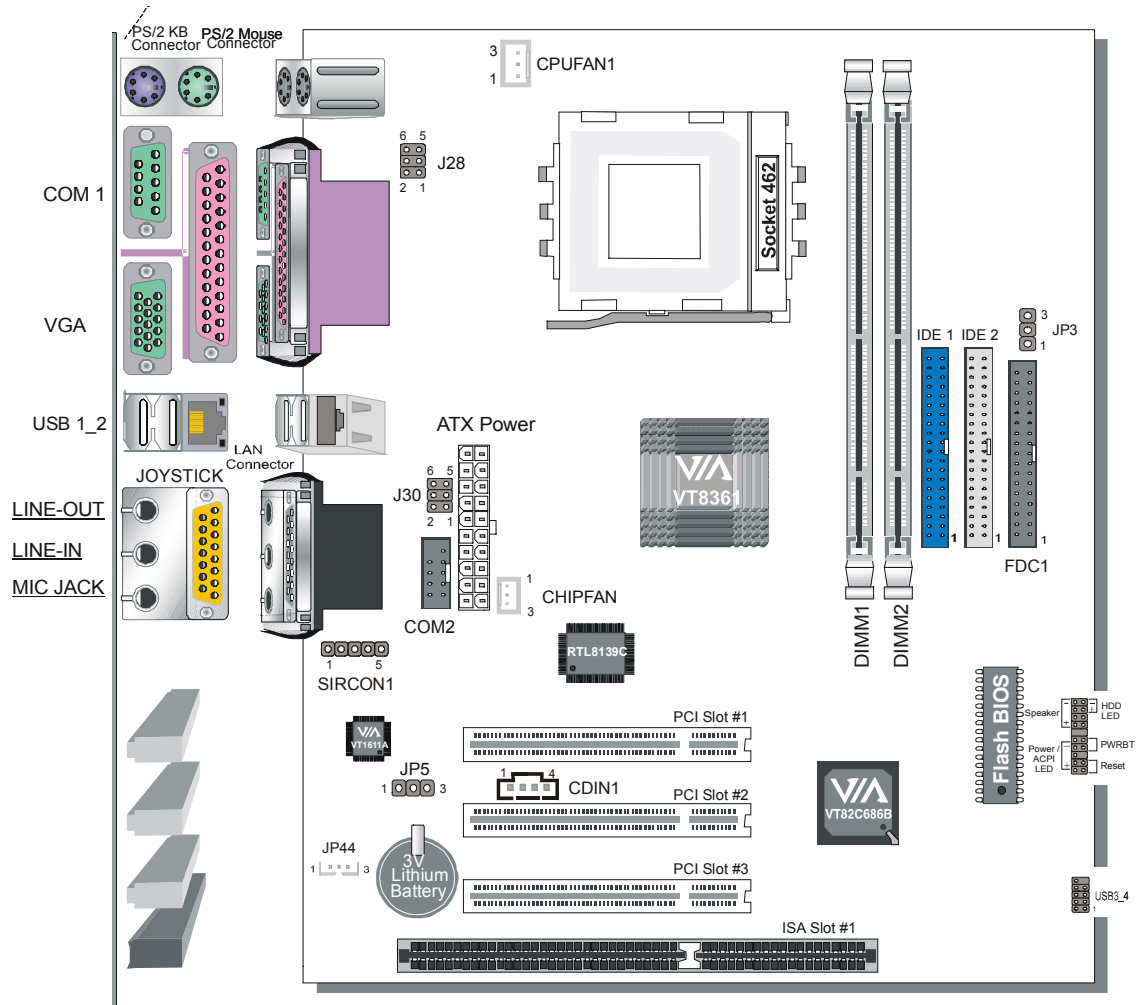 PS/2 KB
Connector
PS/2 Mouse
Connector
3
1
CPUFAN1
6 5
J28
2 1
COM 1
Socket 462
VGA
3
JP3
1
IDE 1
IDE 2
USB 1_2
LAN
Connector
ATX Power
JOYSTICK
6 5
J30
2 1
VIA
VT8361
LINE-OUT
LINE-IN
MIC JACK
1
1
1
FDC1
1
CHIPFAN
3
COM2
DIMM1
DIMM2
RTL8139C
1 5
SIRCON1
Flash BIOS
Speaker
- -
+
+
HDD
LED
Power /
ACPI
LED
-
+
PWRBT
Reset
VIA
VT1611A
PCI Slot #1
JP5
1 3
1 4
CDIN1
PCI Slot #2
VIA
VT82C686B
JP44
1 3
3V
Lithium
Battery
PCI Slot #3
USB3_4
1
ISA Slot #1